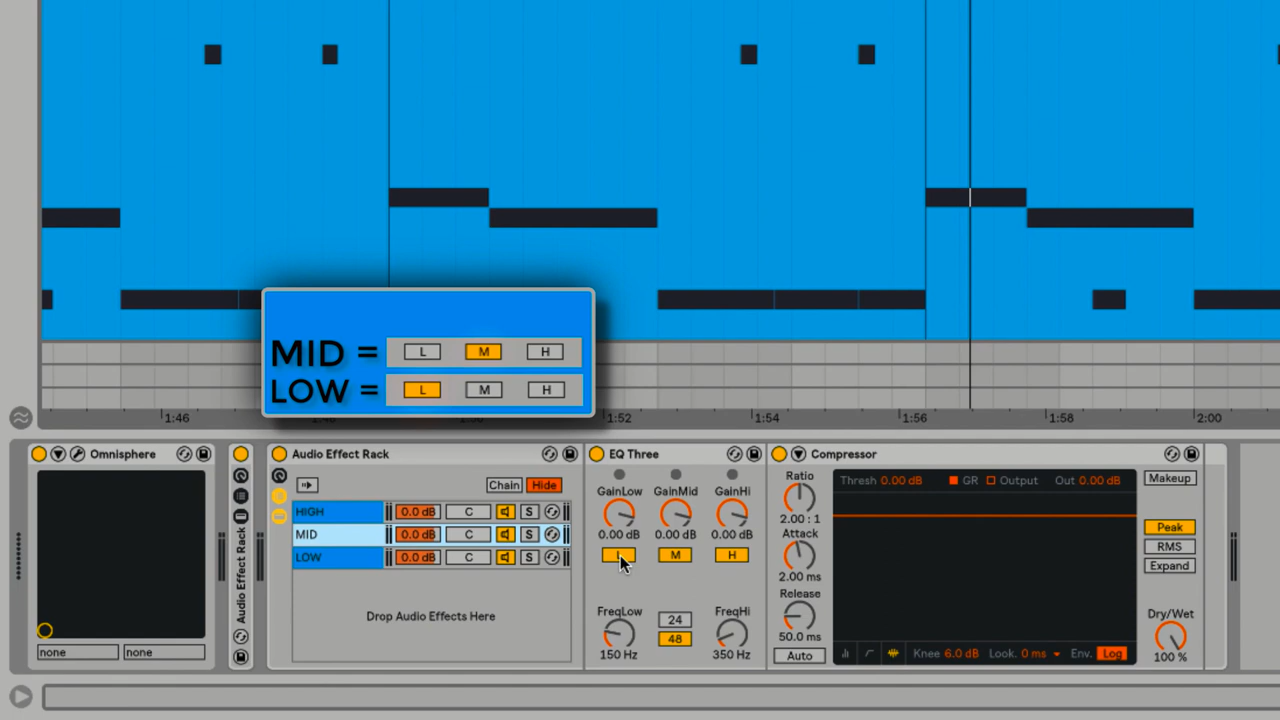 MID = L M H
LOW = L M H
1:46 1:52 1:54 1:56 1:58 2:00
Omnisphere
none none
Audio Effect Rack
Audio Effect Rack
Chain Hide
HIGH 0.0 dB C S
MID 0.0 dB C S
LOW 0.0 dB C S
Drop Audio Effects Here
EQ Three
GainLow GainMid GainHi
0.00 dB 0.00 dB 0.00 dB
M H
FreqLow 24 FreqHi
48
150 Hz 350 Hz
Compressor
Ratio
2.00 : 1
Attack
2.00 ms
Release
50.0 ms
Auto
Thresh 0.00 dB GR Output Out 0.00 dB
Knee 6.0 dB Look. 0 ms Env. Log
Makeup
Peak
RMS
Expand
Dry/Wet
100 %